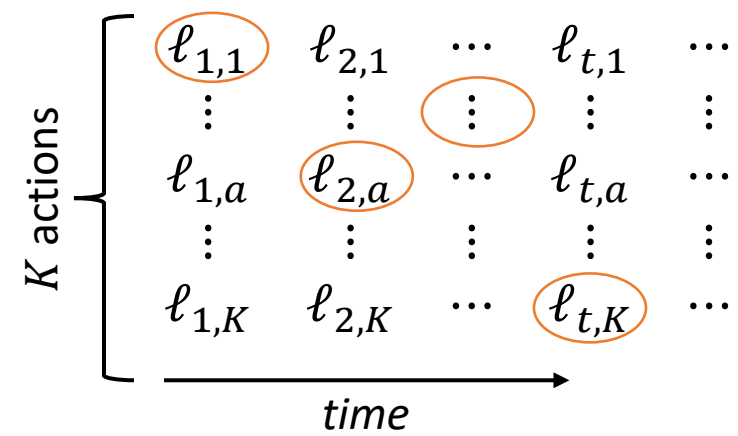 ℓ1,1 ℓ2,1 ⋯ ℓt,1 ⋯
⋮ ⋮ ⋮ ⋮ ⋮
K actions
ℓ1,a ℓ2,a ⋯ ℓt,a ⋯
⋮ ⋮ ⋮ ⋮ ⋮
ℓ1,K ℓ2,K ⋯ ℓt,K ⋯
time